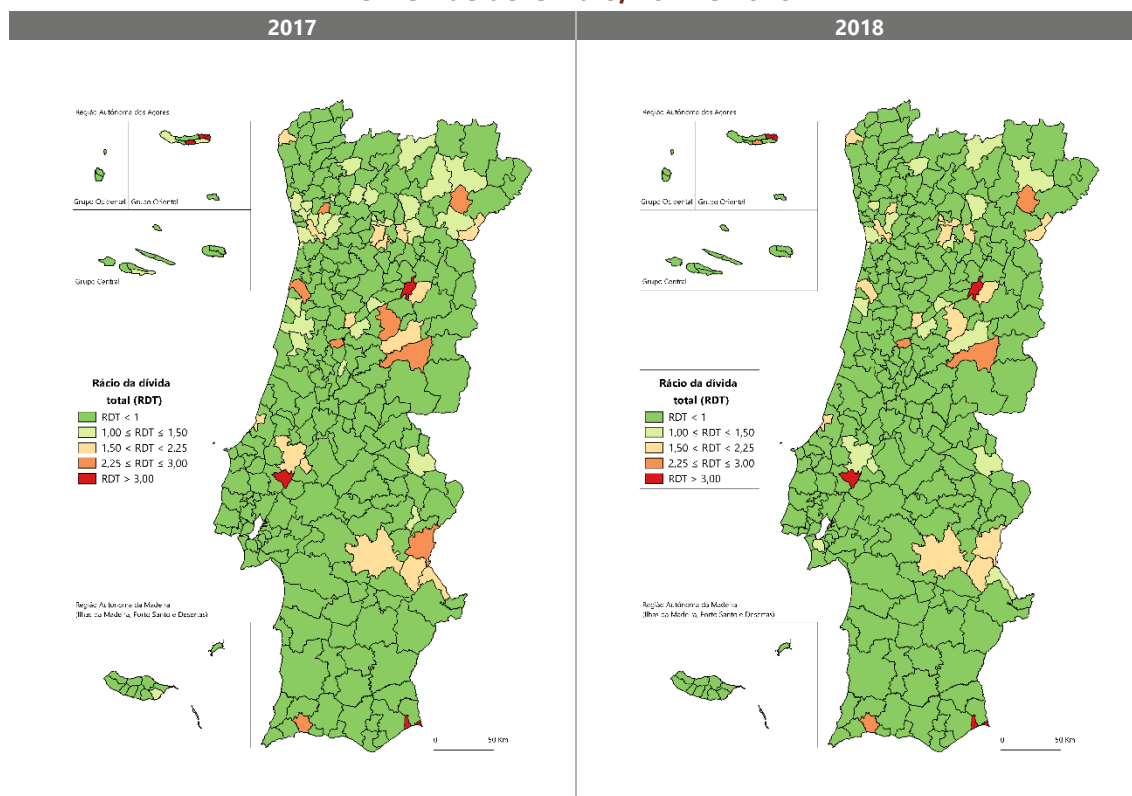 2017
2018
Região Autónoma dos Açores
Grupo Ocidental
Grupo Oriental
Grupo Central
Rácio da dívida
total (RDT)
RDT < 1
1,00 ≤ RDT ≤ 1,50
1,50 < RDT < 2,25
2,25 ≤ RDT ≤ 3,00
RDT > 3,00
Região Autónoma da Madeira
(Ilhas da Madeira, Porto Santo e Desertas)
0 50 Km
Região Autónoma dos Açores
Grupo Ocidental
Grupo Oriental
Grupo Central
Rácio da dívida
total (RDT)
RDT < 1
1,00 < RDT < 1,50
1,50 < RDT < 2,25
2,25 ≤ RDT ≤ 3,00
RDT > 3,00
Região Autónoma da Madeira
(Ilhas da Madeira, Porto Santo e Desertas)
0 50 Km